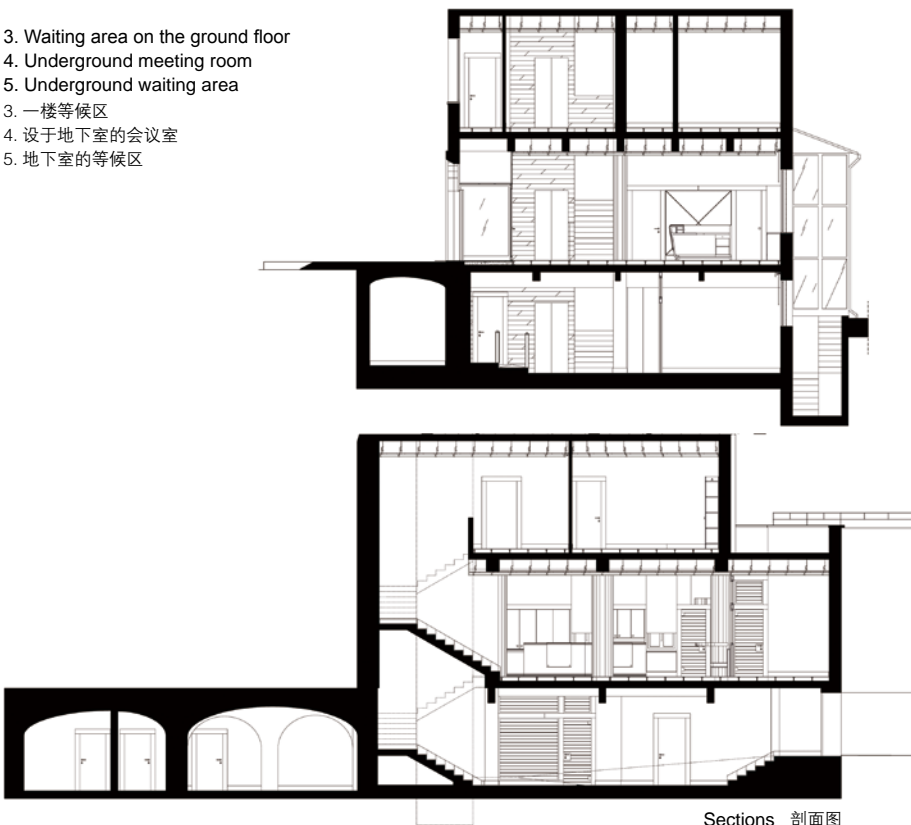 3. Waiting area on the ground floor
4. Underground meeting room
5. Underground waiting area
3. 一楼等候区
4. 设于地下室的会议室
5. 地下室的等候区
Sections 剖面图